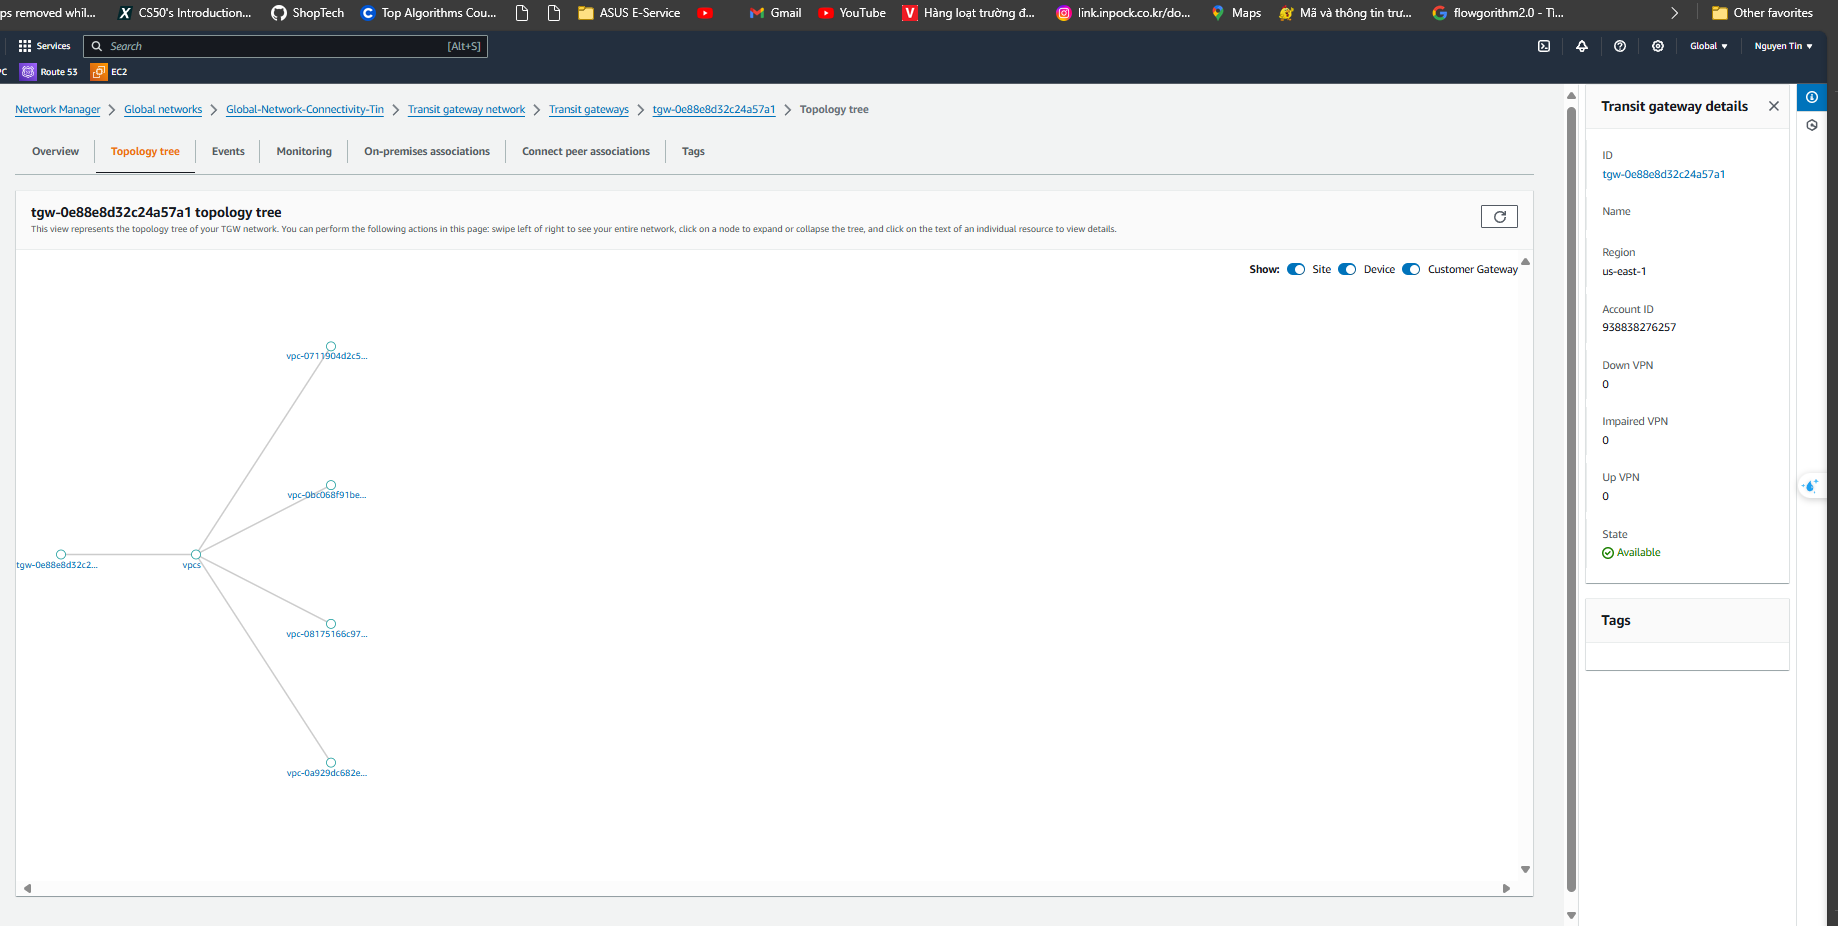 ps removed whil... CS50's Introduction... ShopTech Top Algorithms Cou... ASUS E-Service Gmail YouTube Hàng loạt trường đ... link.inpock.kr/do... Maps Mã và thông tin trư... flowgorithm2.0 - Tì... Other favorites
Services Search [Alt+S] Global Nguyen Tin
PC Route 53 EC2
Network Manager Global networks Global-Network-Connectivity-Tin Transit gateway network Transit gateways tgw-0e88e8d32c24a57a1 Topology tree
Overview Topology tree Events Monitoring On-premises associations Connect peer associations Tags
tgw-0e88e8d32c24a57a1 topology tree
This view represents the topology tree of your TGW network. You can perform the following actions in this page: swipe left of right to see your entire network, click on a node to expand or collapse the tree, and click on the text of an individual resource to view details.
Show: Site Device Customer Gateway
vpc-0711904d2c5...
vpc-0bc068f91be...
tgw-0e88e8d32c2... vpcs
vpc-08175166c97...
vpc-0a929dc682e...
Transit gateway details
ID
tgw-0e88e8d32c24a57a1
Name
Region
us-east-1
Account ID
938838276257
Down VPN
0
Impaired VPN
0
Up VPN
0
State
Available
Tags